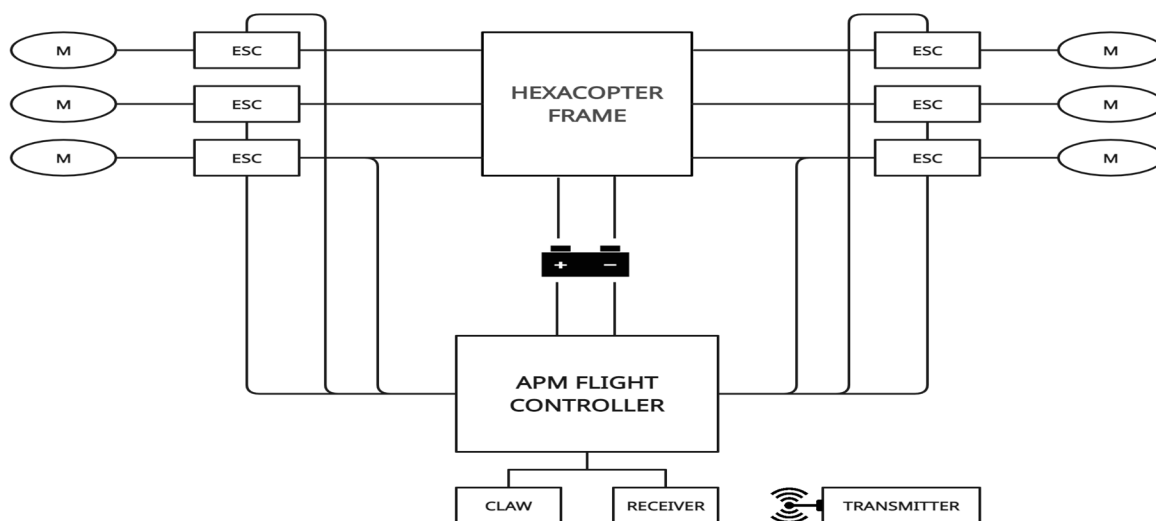 M
ESC
ESC
M
M
ESC
HEXACOPTER
FRAME
ESC
M
M
ESC
ESC
M
+
−
APM FLIGHT
CONTROLLER
CLAW
RECEIVER
TRANSMITTER